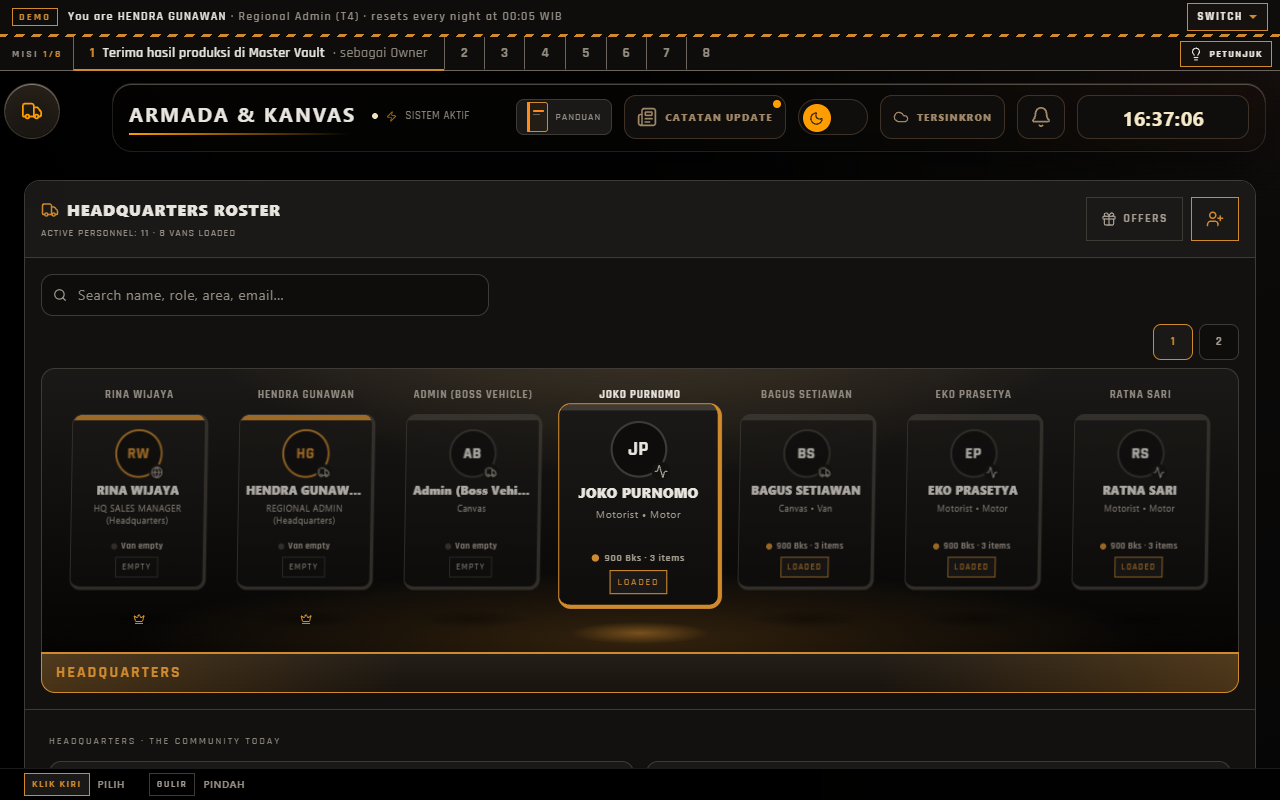 DEMO You are HENDRA GUNAWAN · Regional Admin (T4) · resets every night at 00:05 WIB SWITCH
MISI 1/8 1 Terima hasil produksi di Master Vault · sebagai Owner 2 3 4 5 6 7 8 PETUNJUK
ARMADA & KANVAS SISTEM AKTIF PANDUAN CATATAN UPDATE TERSINKRON 16:37:06
HEADQUARTERS ROSTER
ACTIVE PERSONNEL: 11 · 8 VANS LOADED
OFFERS
Search name, role, area, email...
1 2
RINA WIJAYA HENDRA GUNAWAN ADMIN (BOSS VEHICLE) JOKO PURNOMO BAGUS SETIAWAN EKO PRASETYA RATNA SARI
RW HG AB JP BS EP RS
RINA WIJAYA HENDRA GUNAW... Admin (Boss Vehi... JOKO PURNOMO BAGUS SETIAWAN EKO PRASETYA RATNA SARI
HQ SALES MANAGER (Headquarters) REGIONAL ADMIN (Headquarters) Canvas Motorist • Motor Canvas • Van Motorist • Motor Motorist • Motor
Van empty Van empty Van empty 900 Bks · 3 items 900 Bks · 3 items 900 Bks · 3 items 900 Bks · 3 items
EMPTY EMPTY EMPTY LOADED LOADED LOADED LOADED
HEADQUARTERS
HEADQUARTERS · THE COMMUNITY TODAY
KLIK KIRI PILIH GULIR PINDAH